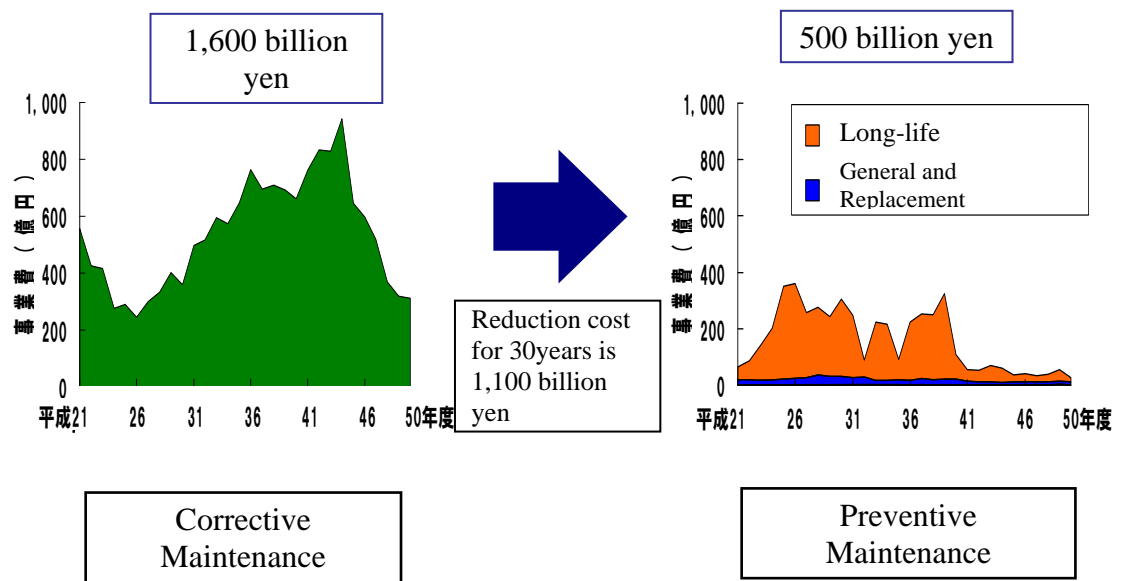 1,600 billion
yen
500 billion yen
事業費(億円)
1,000
800
600
400
200
0
平成21 26 31 36 41 46 50年度
Reduction cost
for 30years is
1,100 billion
yen
事業費(億円)
1,000
800
600
400
200
0
Long-life
General and
Replacement
平成21 26 31 36 41 46 50年度
Corrective
Maintenance
Preventive
Maintenance